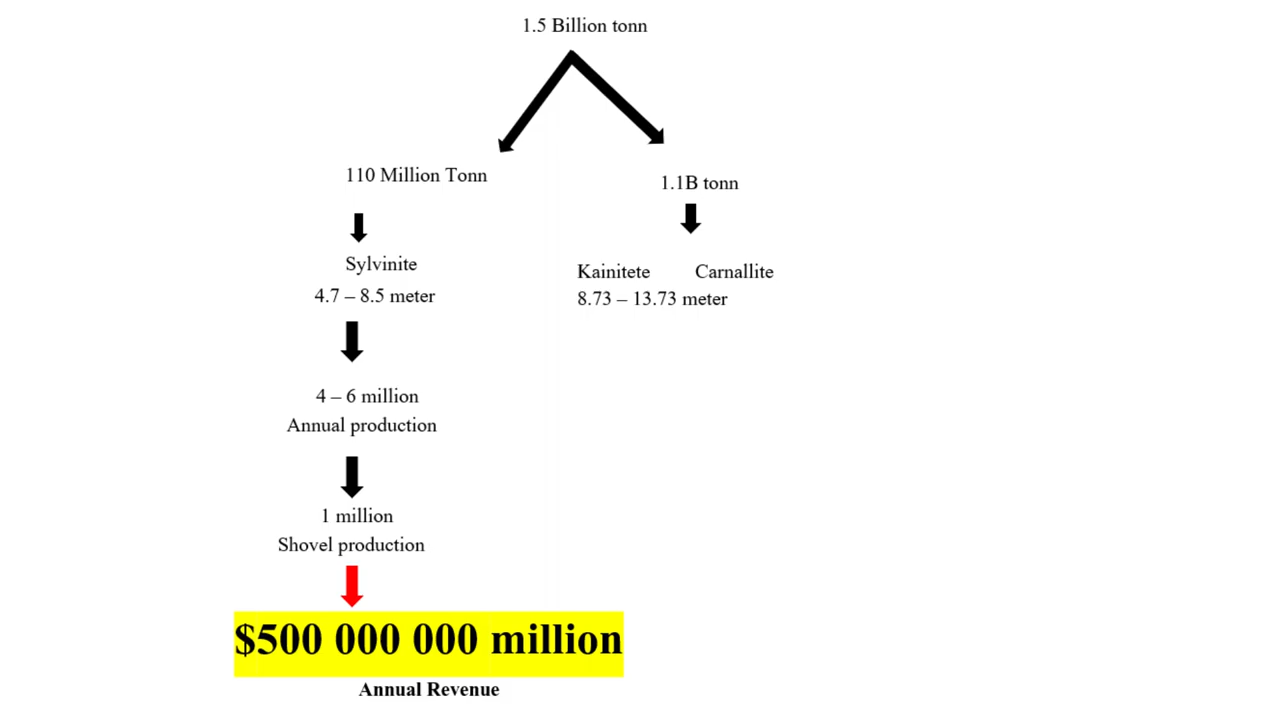 1.5 Billion tonn
110 Million Tonn
1.1B tonn
Sylvinite
4.7 – 8.5 meter
Kainitete Carnallite
8.73 – 13.73 meter
4 – 6 million
Annual production
1 million
Shovel production
$500 000 000 million
Annual Revenue